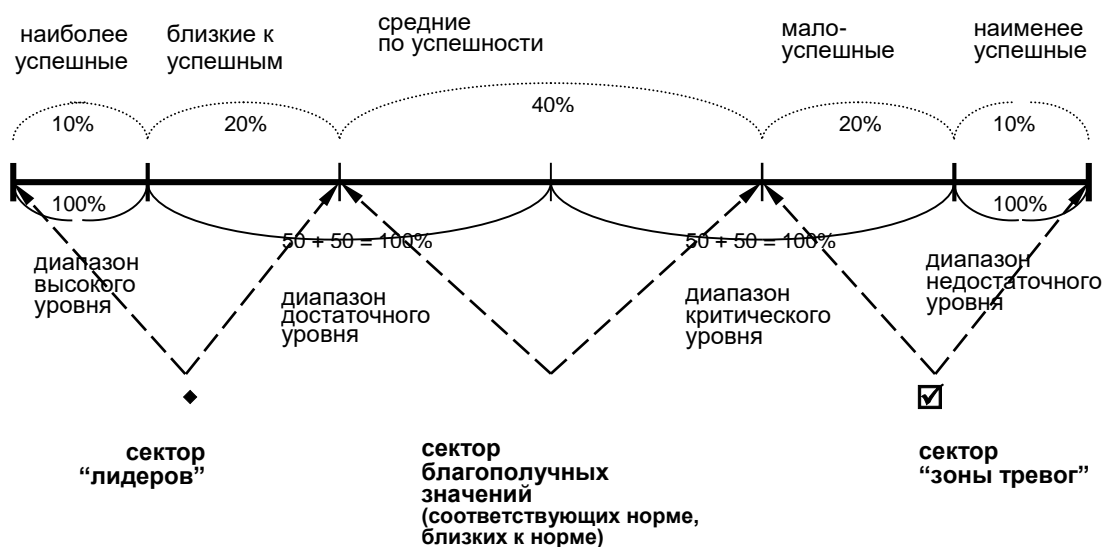 наиболее
успешные
близкие к
успешным
средние
по успешности
мало-
успешные
наименее
успешные
10%
20%
40%
20%
10%
100%
50 + 50 = 100%
50 + 50 = 100%
100%
диапазон
высокого
уровня
диапазон
достаточного
уровня
диапазон
критического
уровня
диапазон
недостаточного
уровня
сектор
“лидеров”
сектор
благополучных
значений
(соответствующих норме,
близких к норме)
сектор
“зоны тревог”